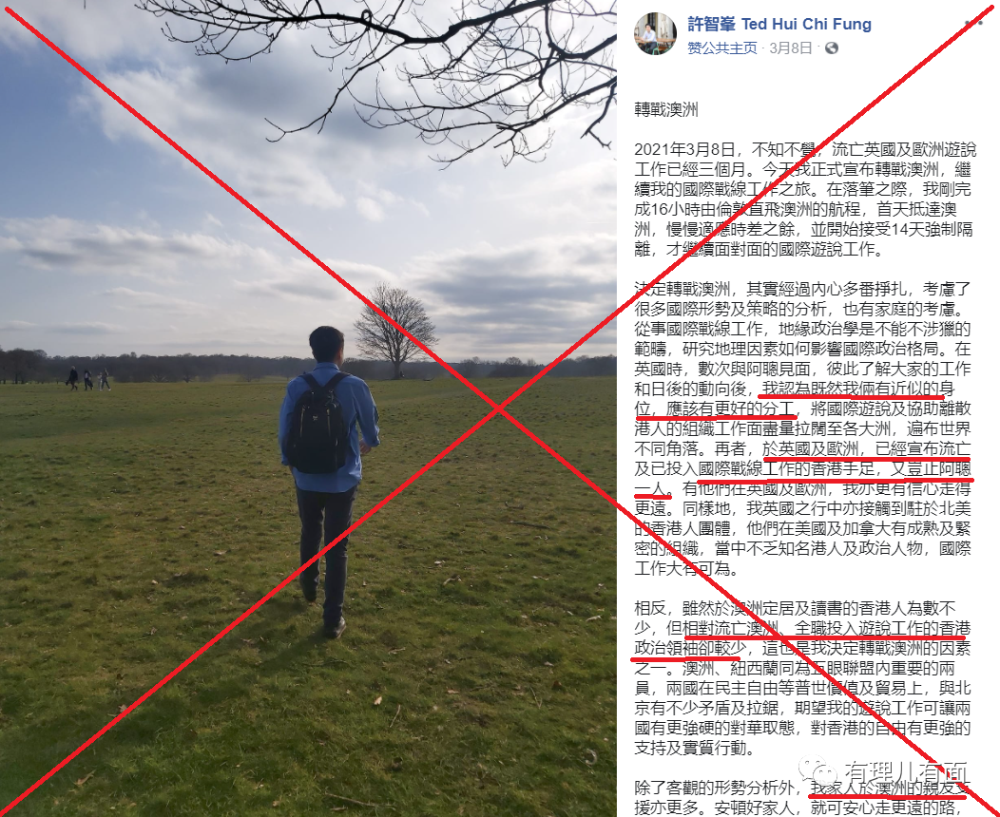 許智峯 Ted Hui Chi Fung
赞公共主页 · 3月8日 ·
轉戰澳洲
2021年3月8日，不知不覺，流亡英國及歐洲遊說
工作已經三個月。今天我正式宣布轉戰澳洲，繼
續我的國際戰線工作之旅。在落筆之際，我剛完
成16小時由倫敦直飛澳洲的航程，首天抵達澳
洲，慢慢適應時差之餘，並開始接受14天強制隔
離，才繼續面對面的國際遊說工作。
決定轉戰澳洲，其實經過內心多番掙扎，考慮了
很多國際形勢及策略的分析，也有家庭的考慮。
從事國際戰線工作，地緣政治學是不能不涉獵的
範疇，研究地理因素如何影響國際政治格局。在
英國時，數次與阿聰見面，彼此了解大家的工作
和日後的動向後，我認為既然我倆有近似的身
位，應該有更好的分工，將國際遊說及協助離散
港人的組織工作面盡量拉闊至各大洲，遍布世界
不同角落。再者，於英國及歐洲，已經宣布流亡
及已投入國際戰線工作的香港手足，又豈止阿聰
一人。有他們在英國及歐洲，我亦更有信心走得
更遠。同樣地，我英國之行中亦接觸到駐於北美
的香港人團體，他們在美國及加拿大有成熟及緊
密的組織，當中不乏知名港人及政治人物，國際
工作大有可為。
相反，雖然於澳洲定居及讀書的香港人為數不
少，但相對流亡澳洲、全職投入遊說工作的香港
政治領袖卻較少，這也是我決定轉戰澳洲的因素
之一。澳洲、紐西蘭同為五眼聯盟內重要的兩
員，兩國在民主自由等普世價值及貿易上，與北
京有不少矛盾及拉鋸，期望我的遊說工作可讓兩
國有更強硬的對華取態，對香港的自由有更強的
支持及實質行動。
有理儿有面
除了客觀的形勢分析外，我家人於澳洲的親友支
援亦更多。安頓好家人，就可安心走更遠的路，